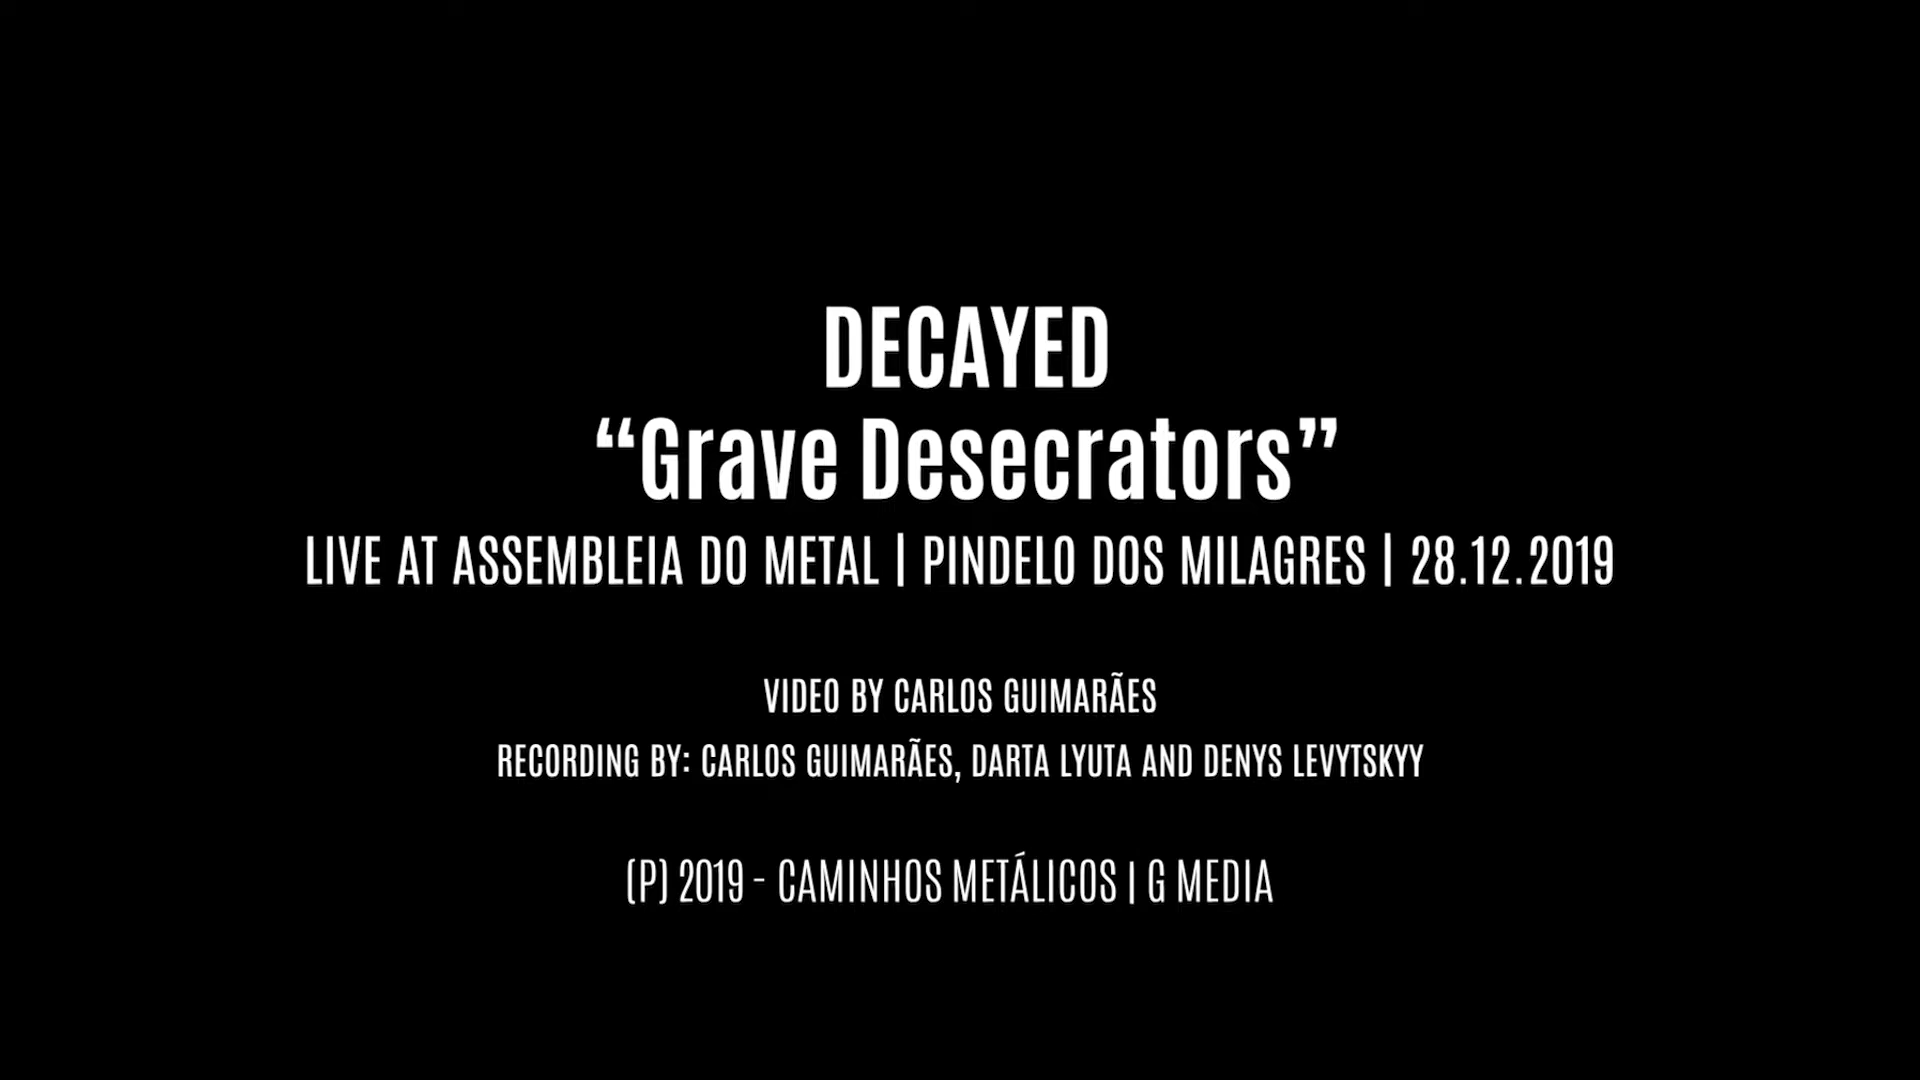 DECAYED
“Grave Desecrators”
LIVE AT ASSEMBLEIA DO METAL | PINDELO DOS MILAGRES | 28.12.2019
VIDEO BY CARLOS GUIMARÃES
RECORDING BY: CARLOS GUIMARÃES, DARTA LYUTA AND DENYS LEVYTSKYY
(P) 2019 - CAMINHOS METÁLICOS | G MEDIA